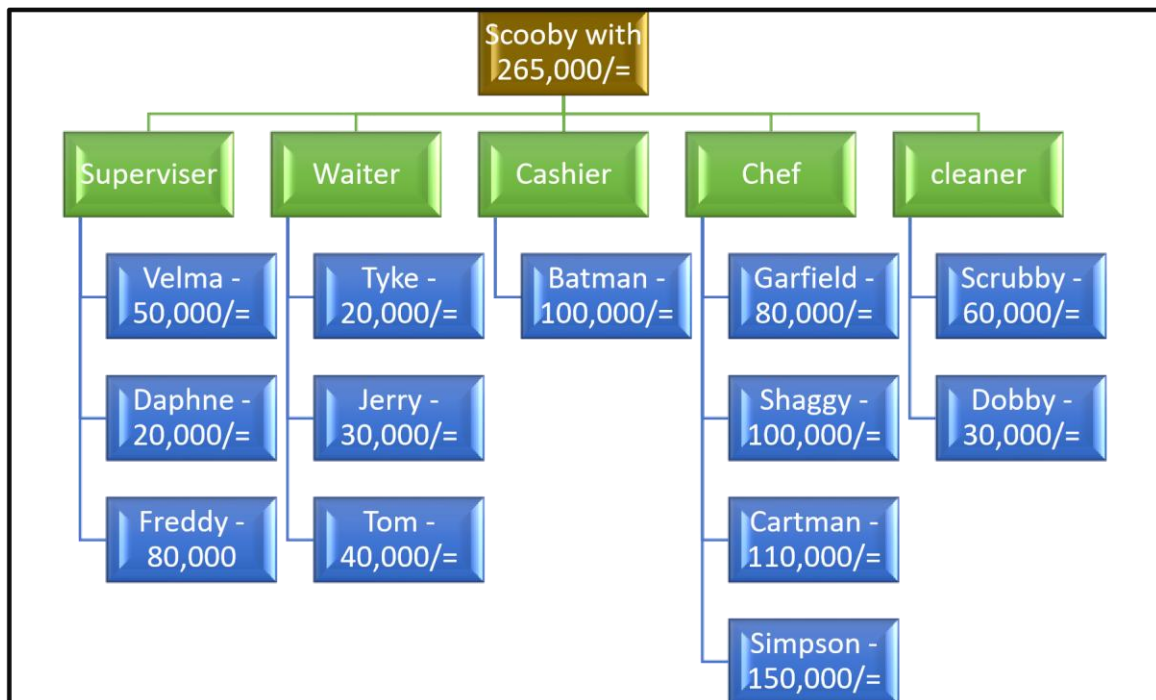 Scooby with
265,000/=
Superviser
Waiter
Cashier
Chef
cleaner
Velma -
50,000/=
Tyke -
20,000/=
Batman -
100,000/=
Garfield -
80,000/=
Scrubby -
60,000/=
Daphne -
20,000/=
Jerry -
30,000/=
Shaggy -
100,000/=
Dobby -
30,000/=
Freddy -
80,000
Tom -
40,000/=
Cartman -
110,000/=
Simpson -
150,000/=